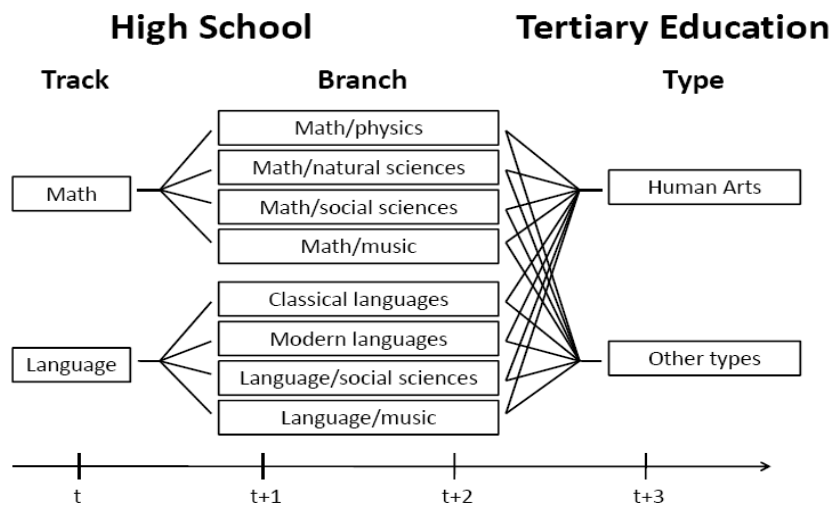 High School
Tertiary Education
Track
Branch
Type
Math/physics
Math/natural sciences
Math
Human Arts
Math/social sciences
Math/music
Classical languages
Modern languages
Language
Other types
Language/social sciences
Language/music
t
t+1
t+2
t+3